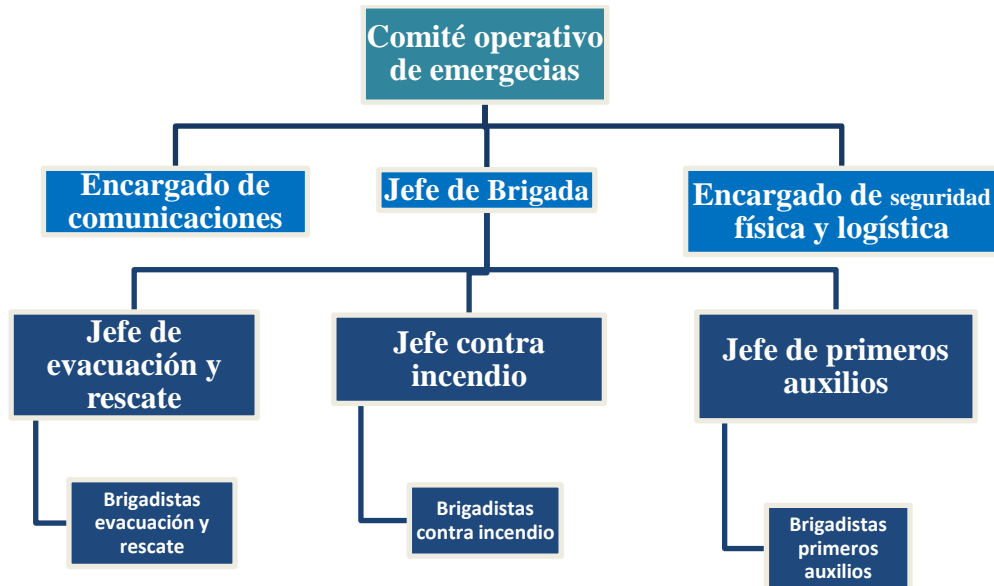 Comité operativo
de emergecias
Encargado de
comunicaciones
Jefe de Brigada
Encargado de seguridad
física y logística
Jefe de
evacuación y
rescate
Jefe contra
incendio
Jefe de primeros
auxilios
Brigadistas
evacuación y
rescate
Brigadistas
contra incendio
Brigadistas
primeros
auxilios